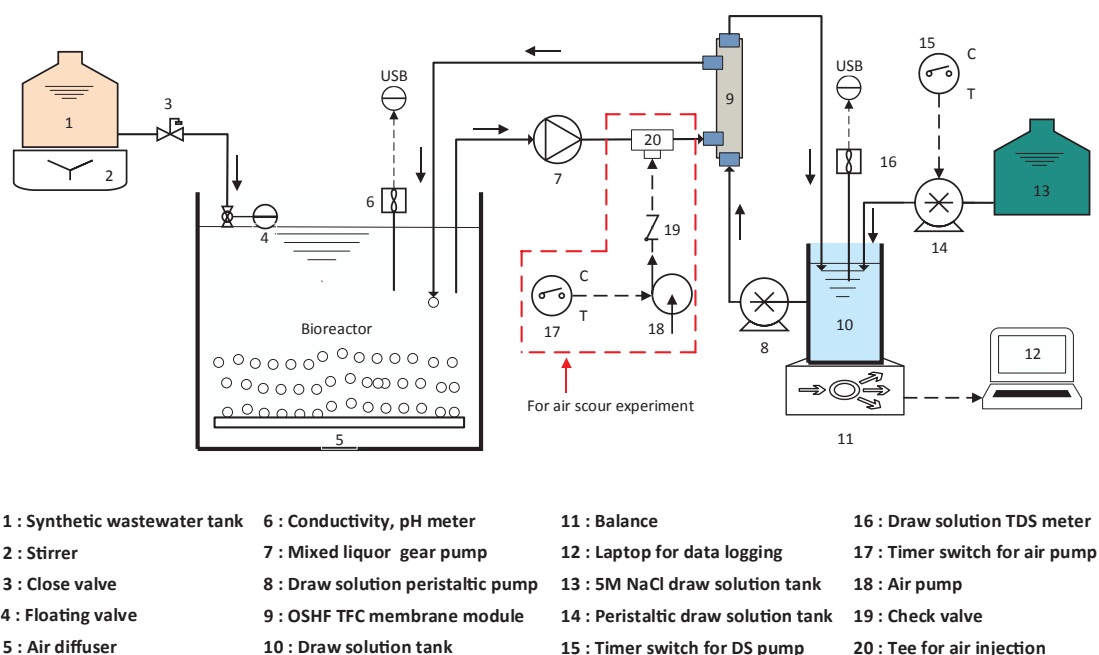 15
C
T
USB
USB
3
1
9
20
2
6
7
16
13
19
4
14
C
T
17
18
10
8
Bioreactor
12
For air scour experiment
5
11
1 : Synthetic wastewater tank
2 : Stirrer
3 : Close valve
4 : Floating valve
5 : Air diffuser
6 : Conductivity, pH meter
7 : Mixed liquor gear pump
8 : Draw solution peristaltic pump
9 : OSHF TFC membrane module
10 : Draw solution tank
11 : Balance
12 : Laptop for data logging
13 : 5M NaCl draw solution tank
14 : Peristaltic draw solution tank
15 : Timer switch for DS pump
16 : Draw solution TDS meter
17 : Timer switch for air pump
18 : Air pump
19 : Check valve
20 : Tee for air injection